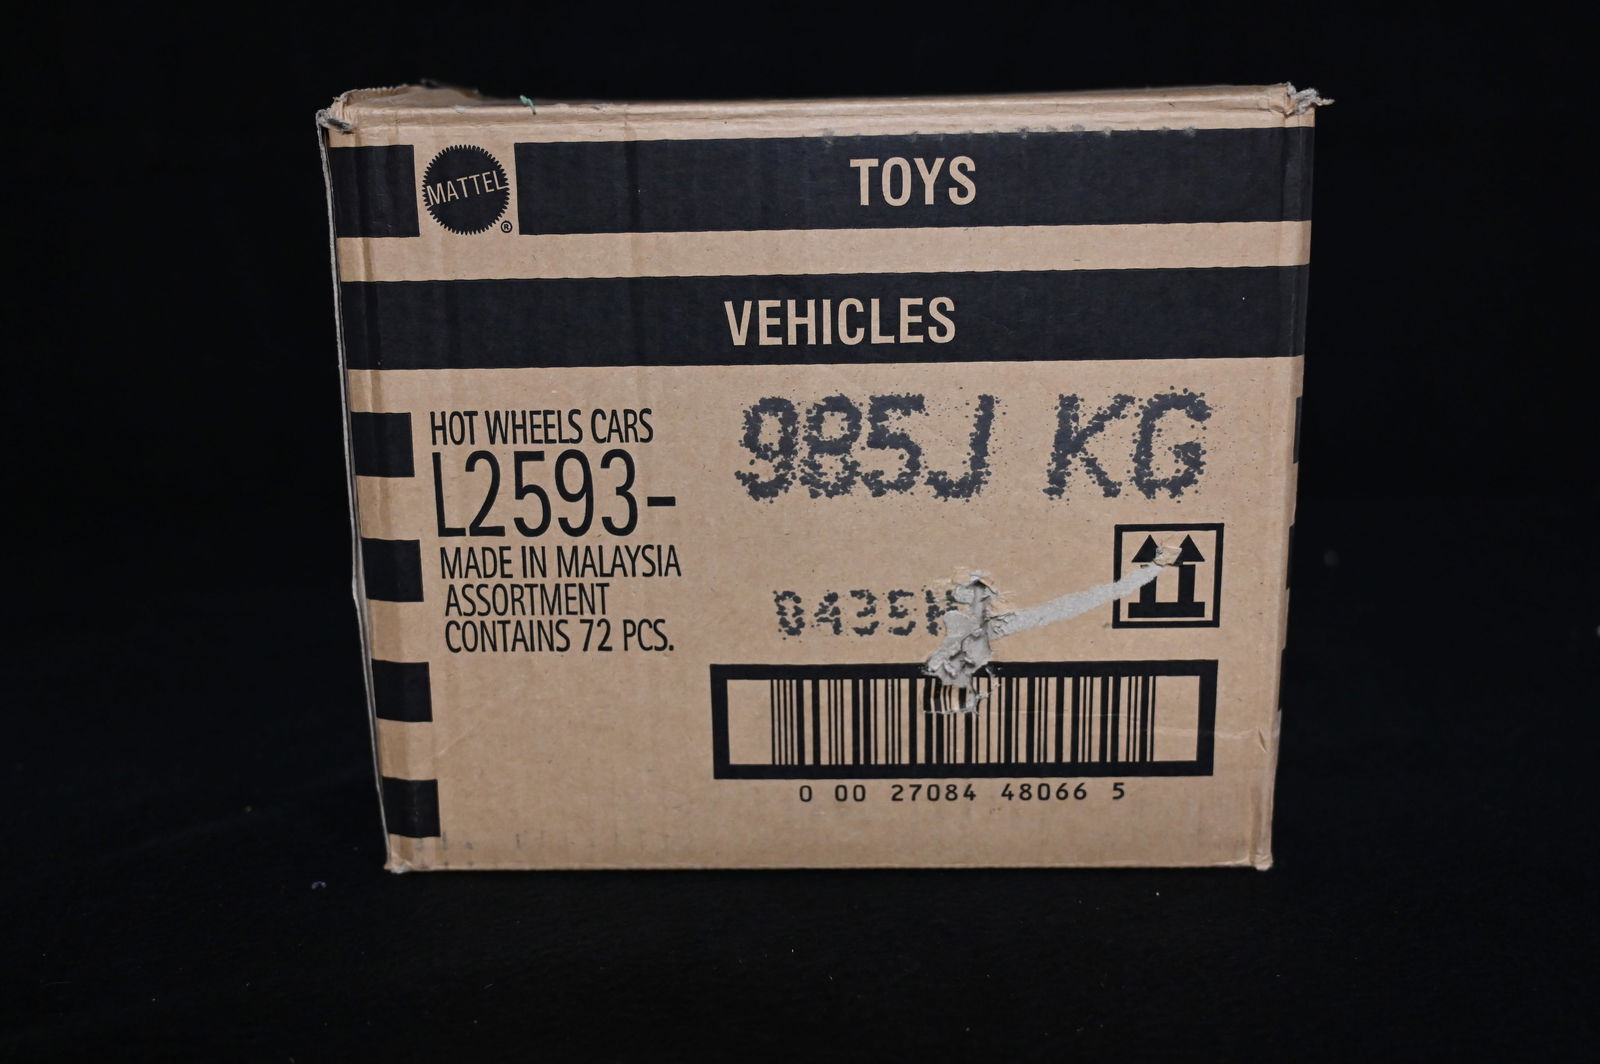 MATTEL
®
TOYS
VEHICLES
HOT WHEELS CARS
L2593-
MADE IN MALAYSIA
ASSORTMENT
CONTAINS 72 PCS.
985J KG
0 00 27084 48066 5